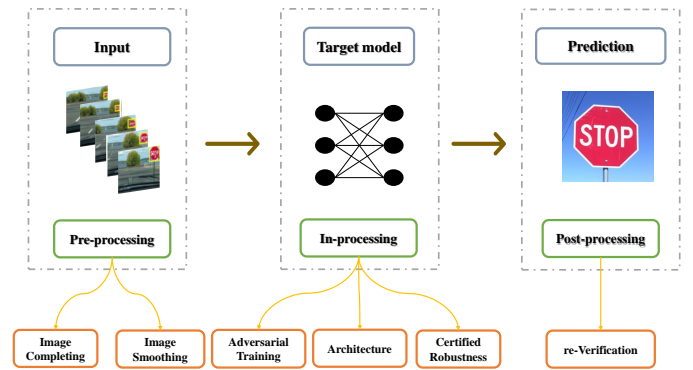 Input
Target model
Prediction
STOP
Pre-processing
In-processing
Post-processing
Image
Completing
Image
Smoothing
Adversarial
Training
Architecture
Certified
Robustness
re-Verification